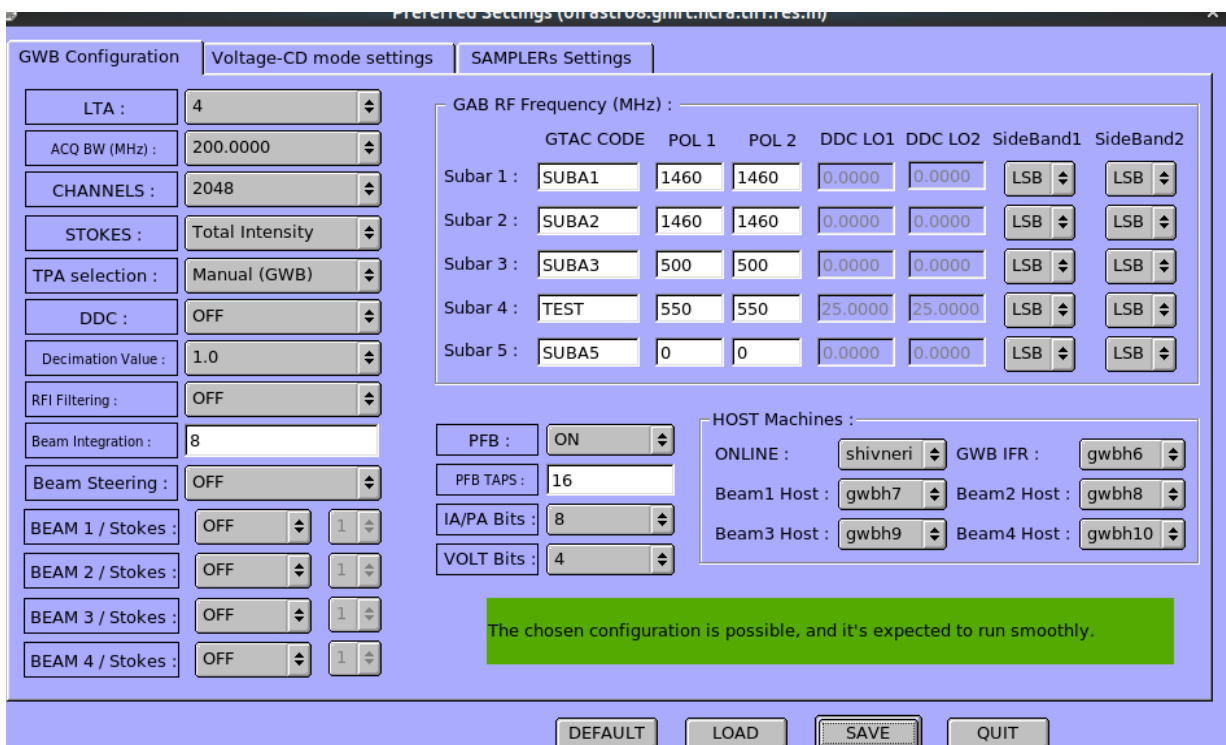 Preferred Settings
GWB Configuration Voltage-CD mode settings SAMPLERs Settings
LTA : 4
ACQ BW (MHz) : 200.0000
CHANNELS : 2048
STOKES : Total Intensity
TPA selection : Manual (GWB)
DDC : OFF
Decimation Value : 1.0
RFI Filtering : OFF
Beam Integration : 8
Beam Steering : OFF
BEAM 1 / Stokes : OFF 1
BEAM 2 / Stokes : OFF 1
BEAM 3 / Stokes : OFF 1
BEAM 4 / Stokes : OFF 1
GAB RF Frequency (MHz) :
GTAC CODE POL 1 POL 2 DDC LO1 DDC LO2 SideBand1 SideBand2
Subar 1 : SUBA1 1460 1460 0.0000 0.0000 LSB LSB
Subar 2 : SUBA2 1460 1460 0.0000 0.0000 LSB LSB
Subar 3 : SUBA3 500 500 0.0000 0.0000 LSB LSB
Subar 4 : TEST 550 550 25.0000 25.0000 LSB LSB
Subar 5 : SUBA5 0 0 0.0000 0.0000 LSB LSB
PFB : ON
PFB TAPS : 16
IA/PA Bits : 8
VOLT Bits : 4
HOST Machines :
ONLINE : shivneri GWB IFR : gwbh6
Beam1 Host : gwbh7 Beam2 Host : gwbh8
Beam3 Host : gwbh9 Beam4 Host : gwbh10
The chosen configuration is possible, and it's expected to run smoothly.
DEFAULT LOAD SAVE QUIT